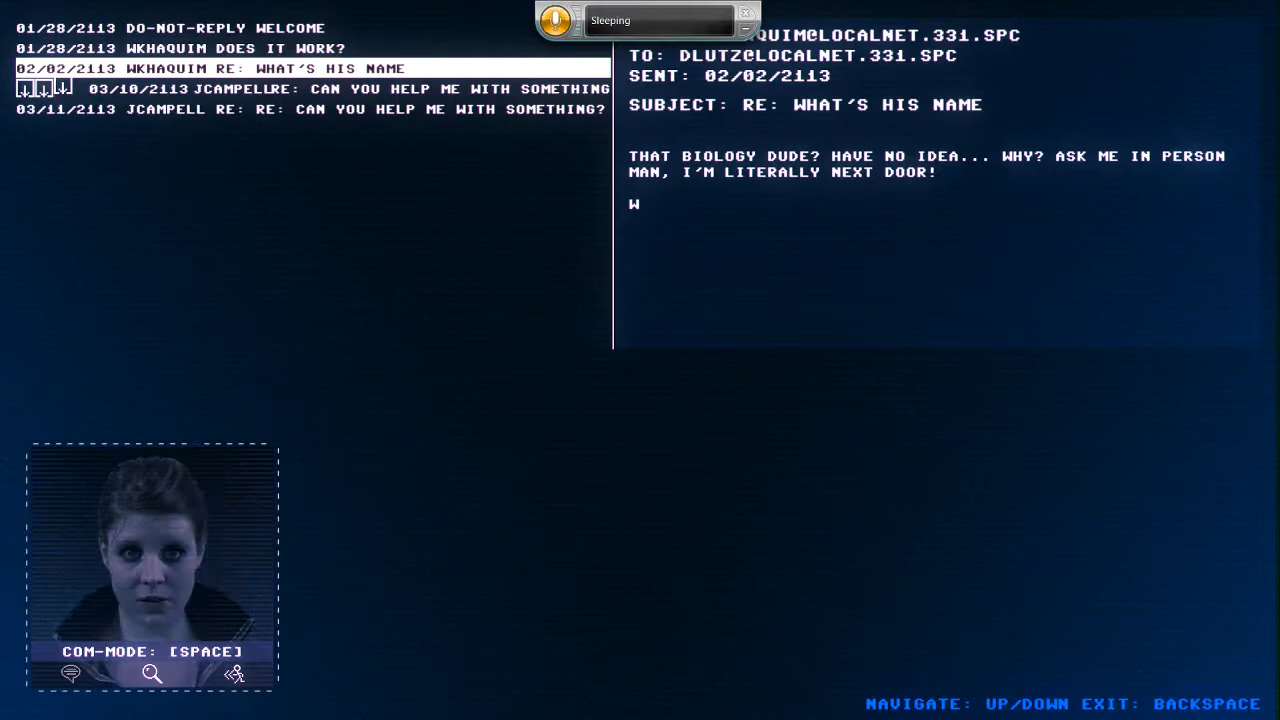 Sleeping
01/28/2113 DO-NOT-REPLY WELCOME
01/28/2113 WKHAQUIM DOES IT WORK?
02/02/2113 WKHAQUIM RE: WHAT'S HIS NAME
03/10/2113 JCAMPELLRE: CAN YOU HELP ME WITH SOMETHING
03/11/2113 JCAMPELL RE: RE: CAN YOU HELP ME WITH SOMETHING?
QUIM@LOCALNET.331.SPC
TO: DLUTZ@LOCALNET.331.SPC
SENT: 02/02/2113
SUBJECT: RE: WHAT'S HIS NAME
THAT BIOLOGY DUDE? HAVE NO IDEA... WHY? ASK ME IN PERSON
MAN, I'M LITERALLY NEXT DOOR!
W
COM-MODE: [SPACE]
NAVIGATE: UP/DOWN EXIT: BACKSPACE